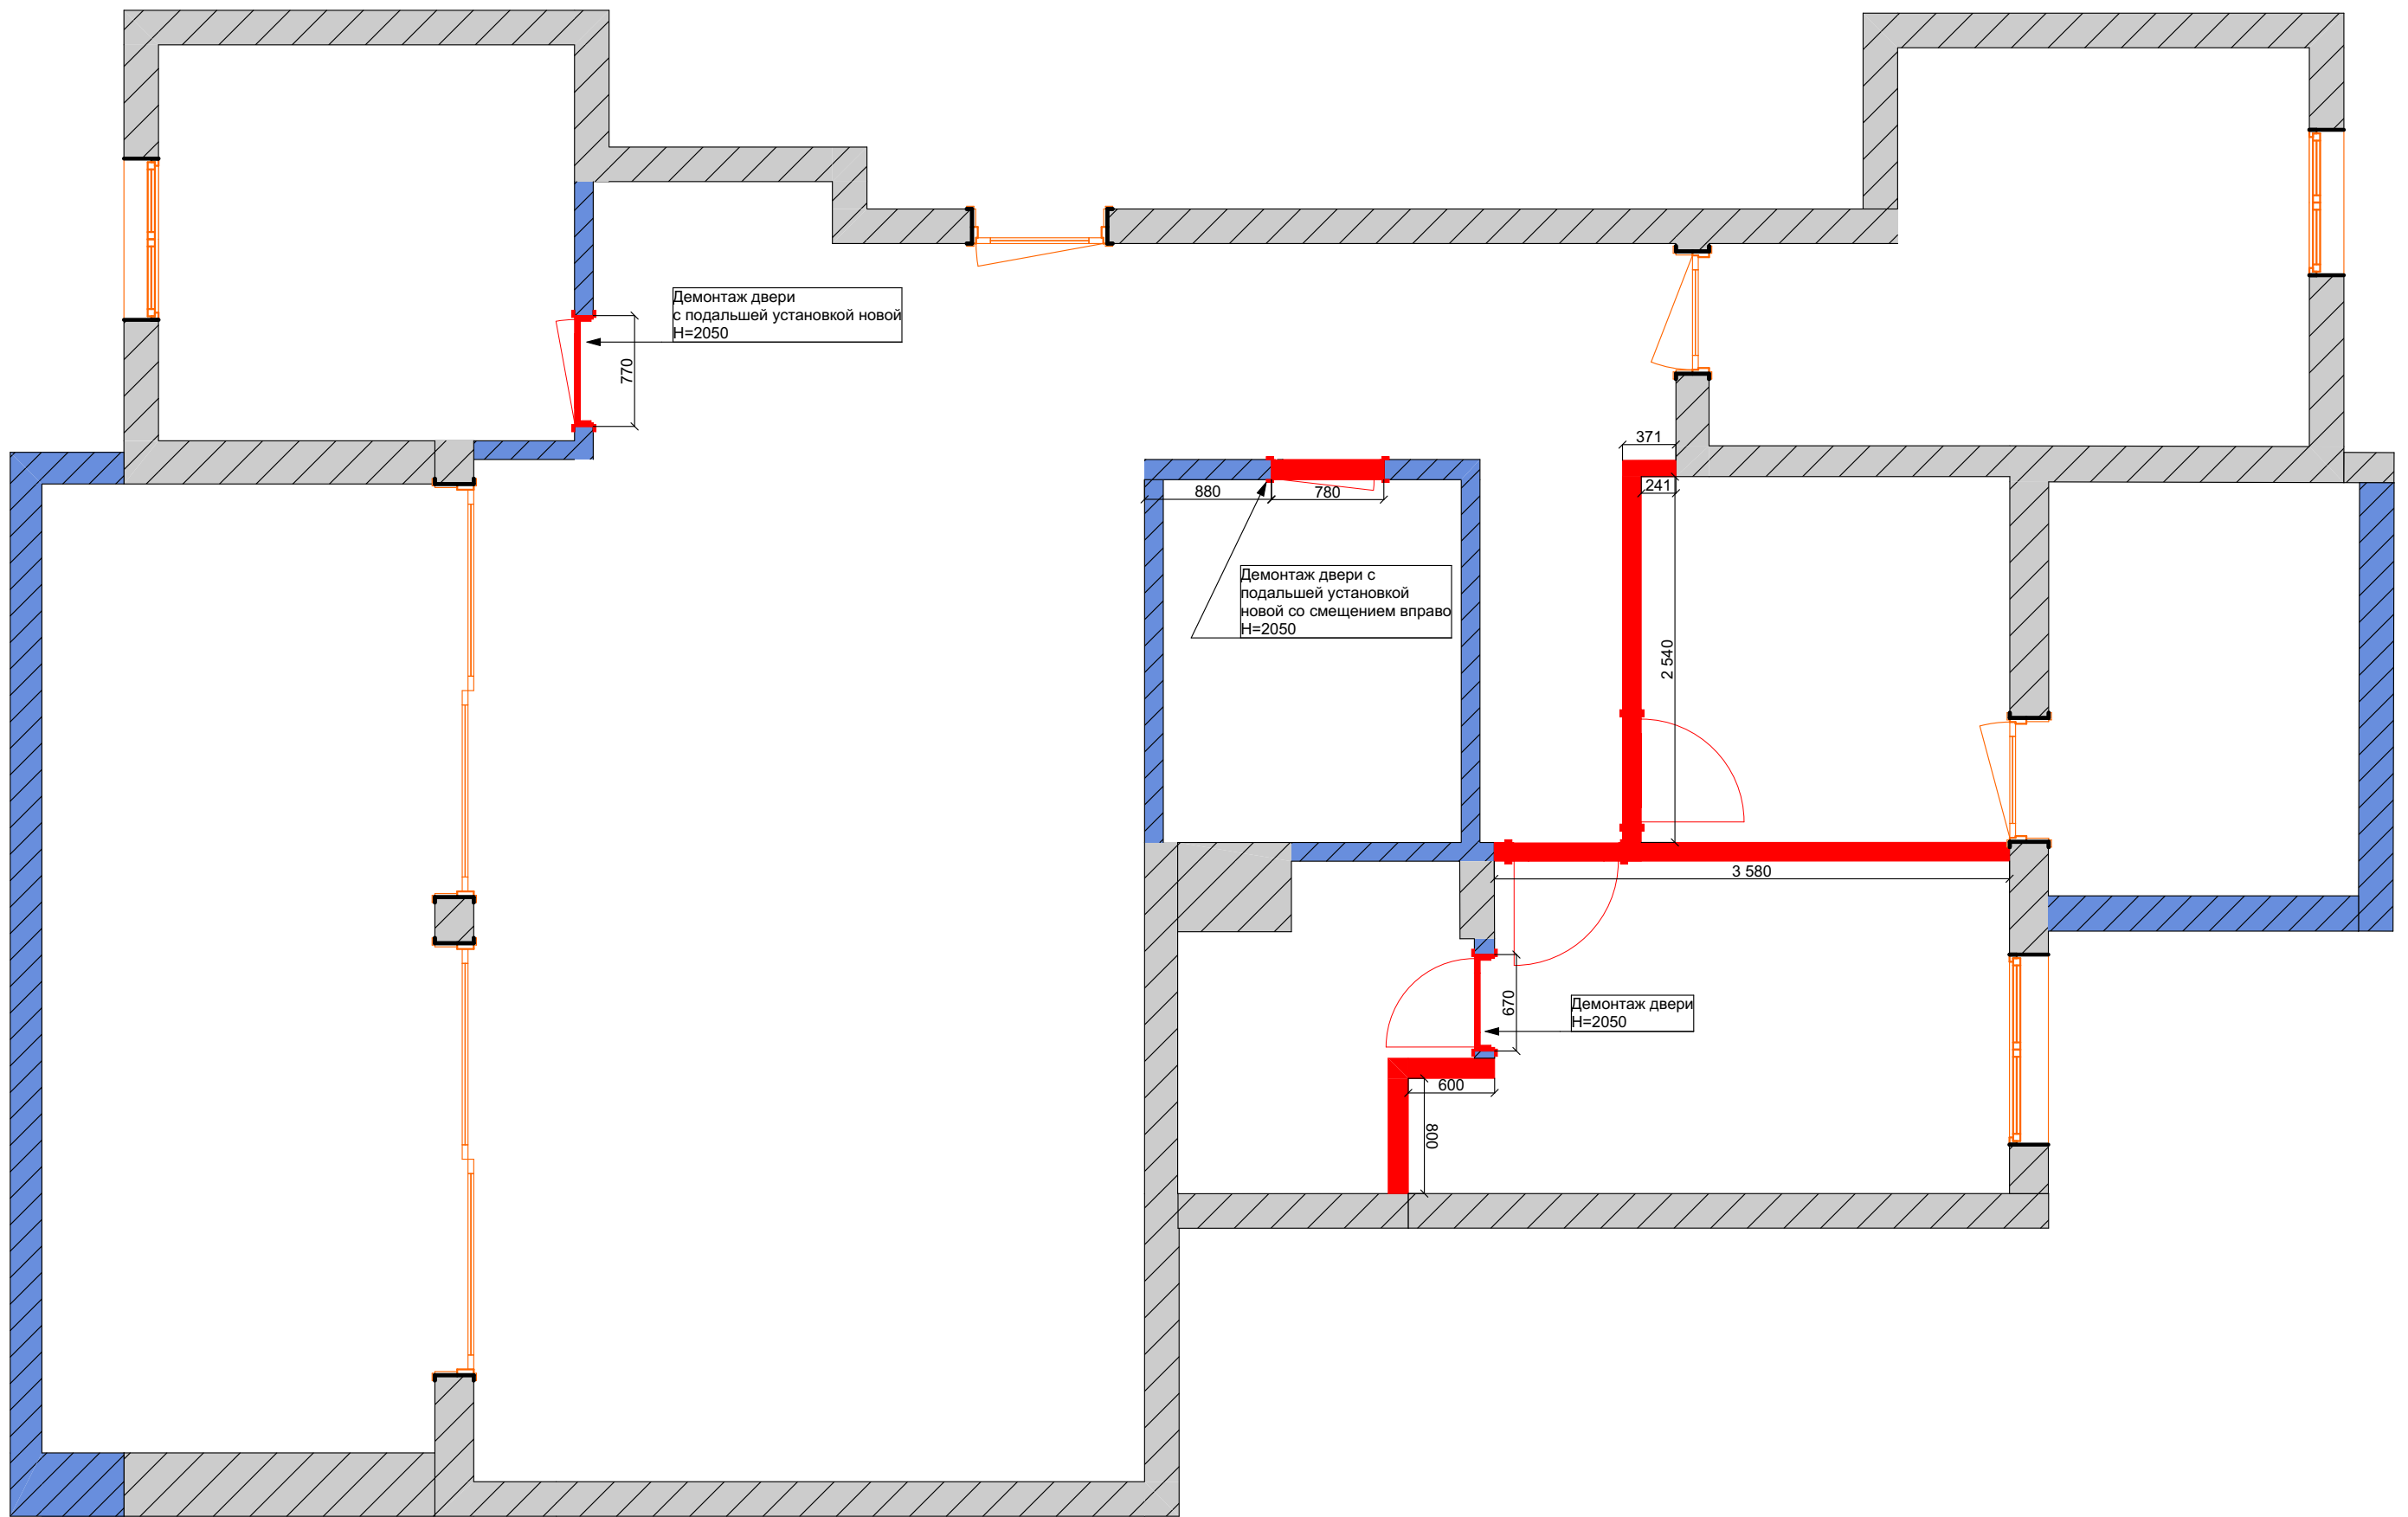 Демонтаж двери
с подальшей установкой новой
H=2050
770
371
241
880
780
Демонтаж двери с
подальшей установкой
новой со смещением вправо
H=2050
2 540
3 580
670
Демонтаж двери
H=2050
600
800